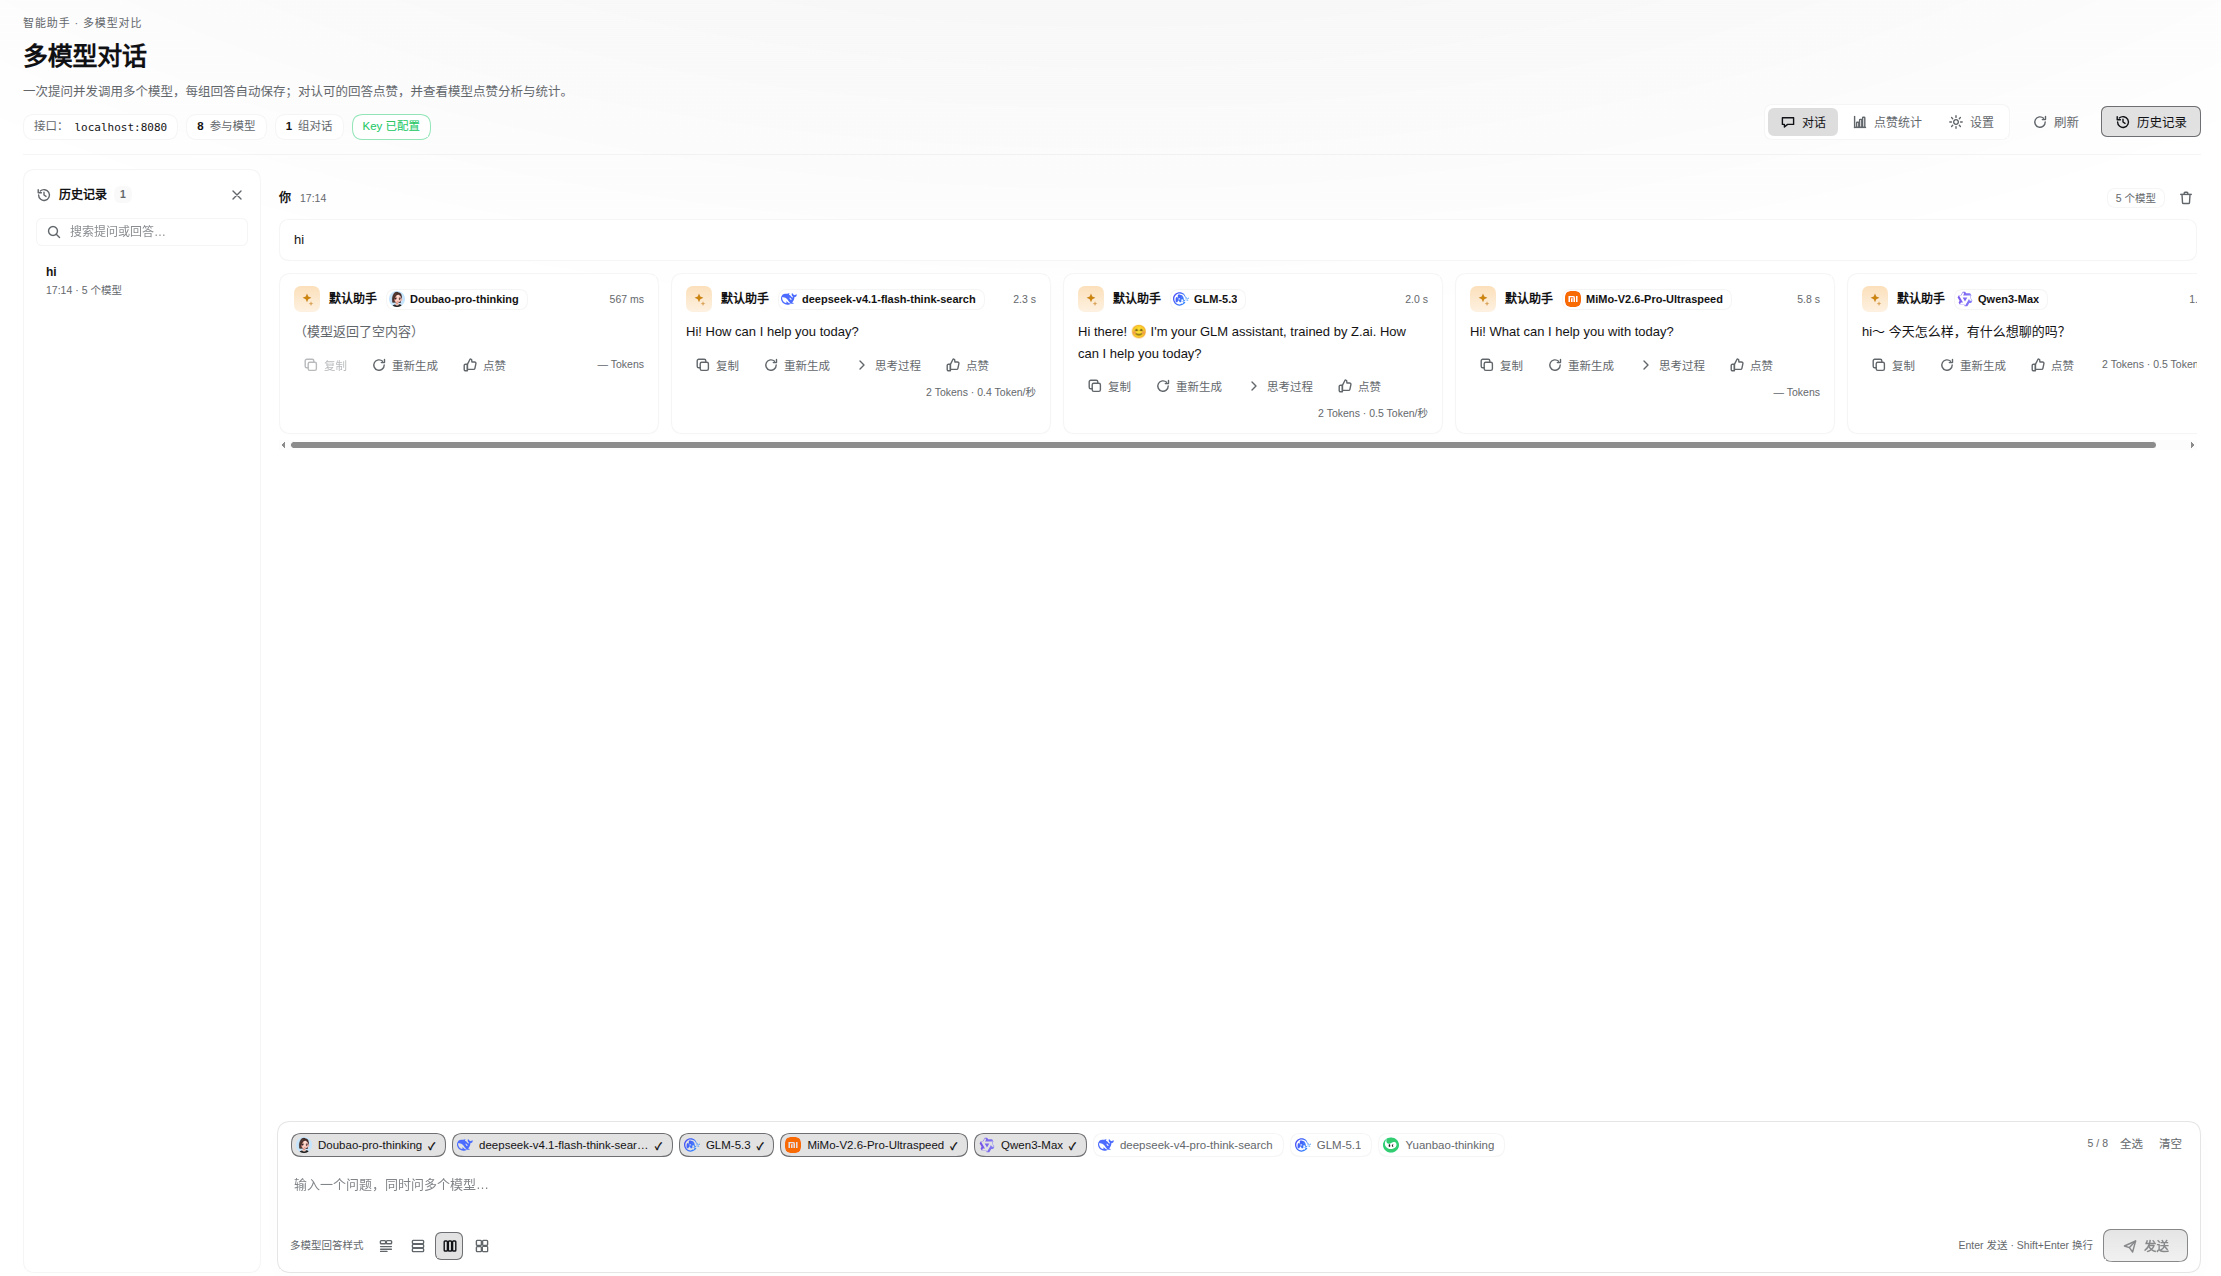 智能助手 · 多模型对比
多模型对话
一次提问并发调用多个模型，每组回答自动保存；对认可的回答点赞，并查看模型点赞分析与统计。
接口： localhost:8080 8 参与模型 1 组对话 Key 已配置
对话 点赞统计 设置 刷新 历史记录
历史记录 1
搜索提问或回答…
hi
17:14 · 5 个模型
你 17:14 5 个模型
hi
默认助手 Doubao-pro-thinking 567 ms
（模型返回了空内容）
复制 重新生成 点赞 — Tokens
默认助手 deepseek-v4.1-flash-think-search 2.3 s
Hi! How can I help you today?
复制 重新生成 思考过程 点赞
2 Tokens · 0.4 Token/秒
默认助手 GLM-5.3 2.0 s
Hi there! 😊 I'm your GLM assistant, trained by Z.ai. How
can I help you today?
复制 重新生成 思考过程 点赞
2 Tokens · 0.5 Token/秒
默认助手 MiMo-V2.6-Pro-Ultraspeed 5.8 s
Hi! What can I help you with today?
复制 重新生成 思考过程 点赞
— Tokens
默认助手 Qwen3-Max 1.
hi～ 今天怎么样，有什么想聊的吗？
复制 重新生成 点赞 2 Tokens · 0.5 Token
Doubao-pro-thinking ✓ deepseek-v4.1-flash-think-sear… ✓ GLM-5.3 ✓ MiMo-V2.6-Pro-Ultraspeed ✓ Qwen3-Max ✓ deepseek-v4-pro-think-search GLM-5.1 Yuanbao-thinking 5 / 8 全选 清空
输入一个问题，同时问多个模型…
多模型回答样式 Enter 发送 · Shift+Enter 换行 发送